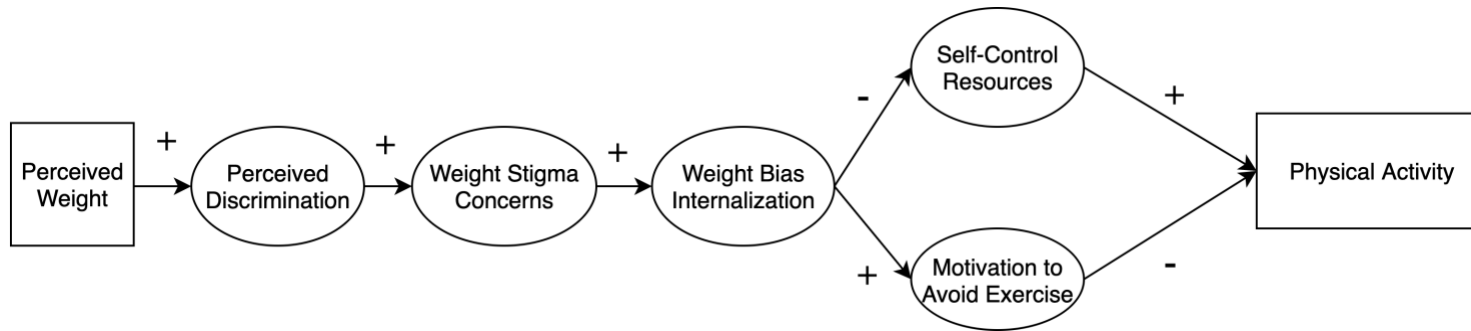 Perceived
Weight
+
Perceived
Discrimination
+
Weight Stigma
Concerns
+
Weight Bias
Internalization
-
Self-Control
Resources
+
+
Motivation to
Avoid Exercise
-
Physical Activity